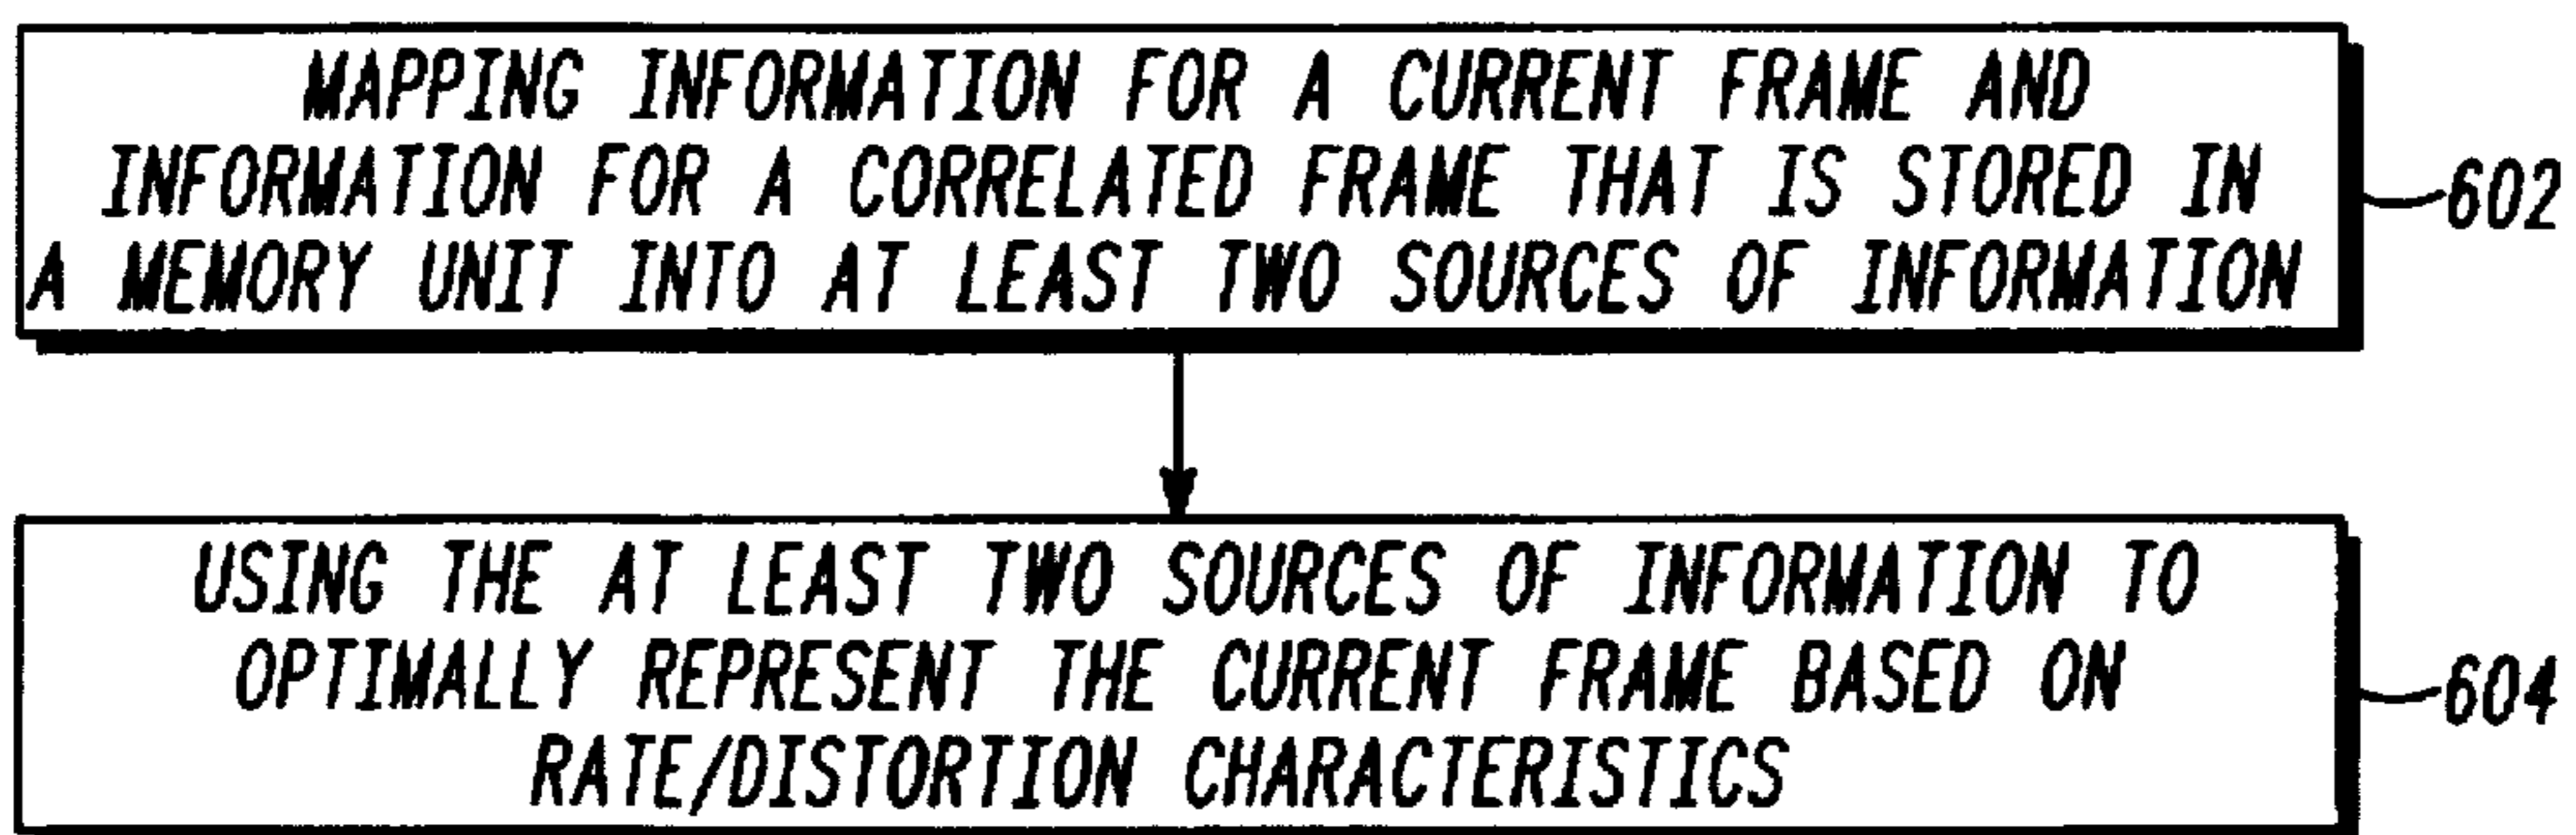 MAPPING INFORMATION FOR A CURRENT FRAME AND
INFORMATION FOR A CORRELATED FRAME THAT IS STORED IN
A MEMORY UNIT INTO AT LEAST TWO SOURCES OF INFORMATION
602
USING THE AT LEAST TWO SOURCES OF INFORMATION TO
OPTIMALLY REPRESENT THE CURRENT FRAME BASED ON
RATE/DISTORTION CHARACTERISTICS
604